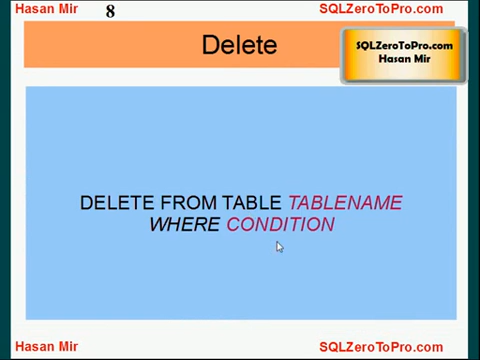 Hasan Mir 8 SQLZeroToPro.com
Delete
SQLZeroToPro.com
Hasan Mir
DELETE FROM TABLE TABLENAME
WHERE CONDITION
Hasan Mir SQLZeroToPro.com